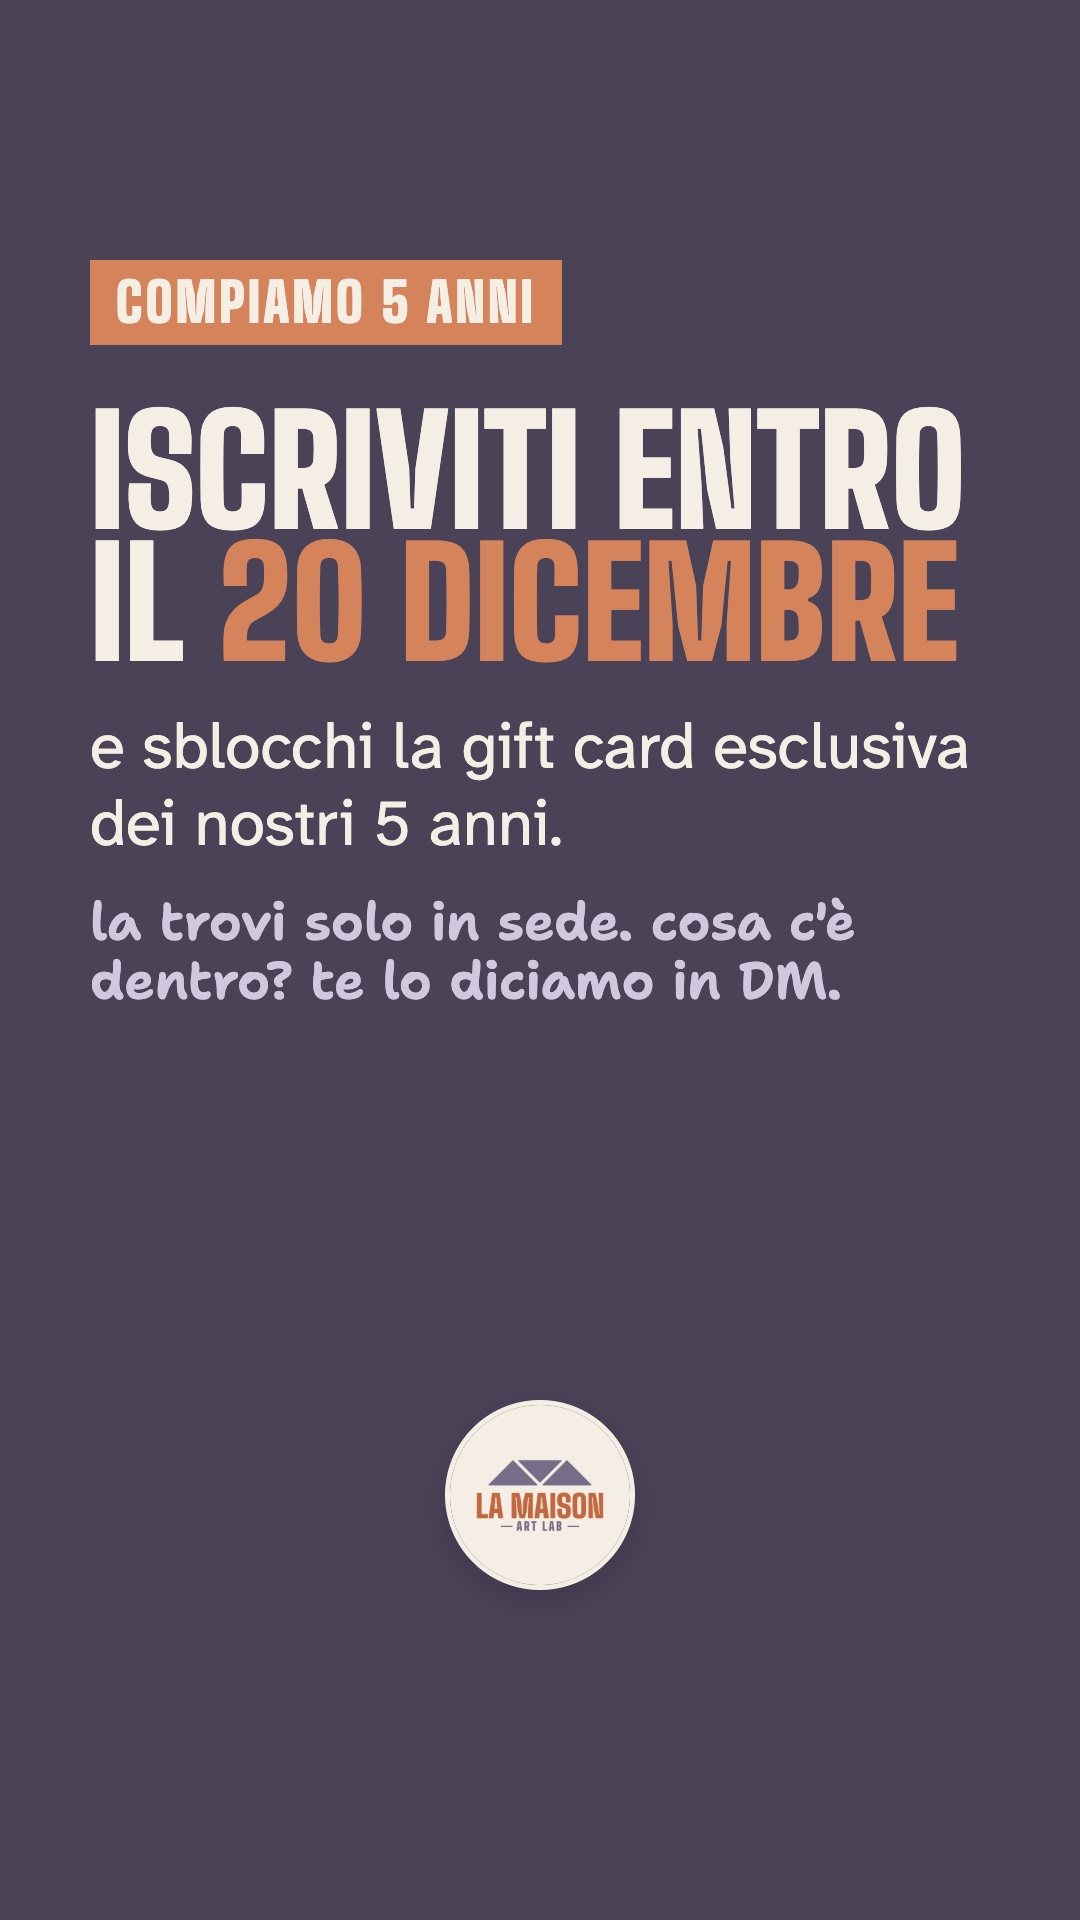 COMPIAMO 5 ANNI
ISCRIVITI ENTRO
IL 20 DICEMBRE
e sblocchi la gift card esclusiva
dei nostri 5 anni.
la trovi solo in sede. cosa c'è
dentro? te lo diciamo in DM.
LA MAISON
— ART LAB —